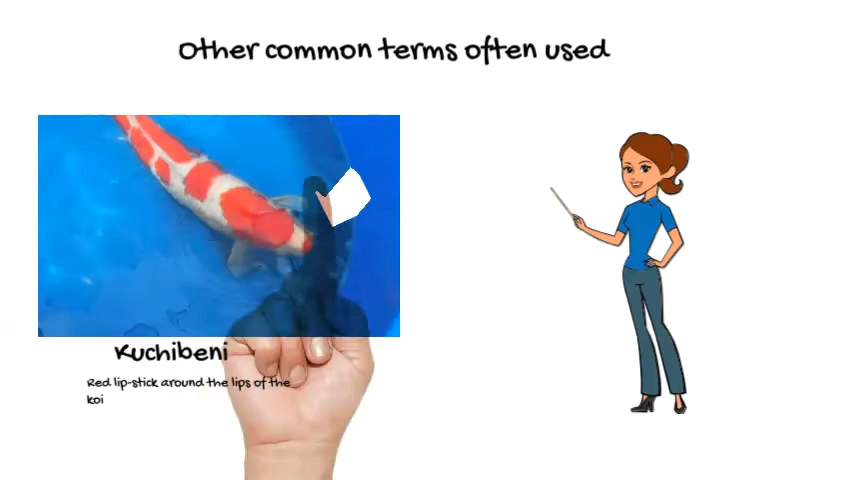 Other common terms often used
Kuchibeni
Red lip-stick around the lips of the
koi